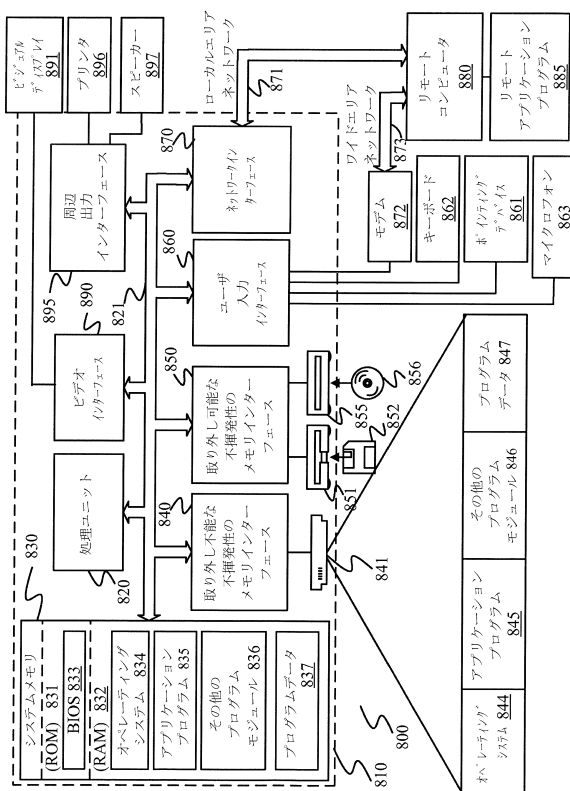 システムメモリ
(ROM) 831
BIOS 833
(RAM) 832
オペレーティング
システム 834
アプリケーション
プログラム 835
その他の
プログラム
モジュール 836
プログラムデータ
837
810
800
830
処理ユニット
820
ビデオ
インターフェース
890
周辺
出力
インターフェース
895
821
ビジュアル
ディスプレイ
891
プリンタ
896
スピーカー
897
取り外し不能な
不揮発性の
メモリインター
フェース
840
取り外し可能な
不揮発性の
メモリインター
フェース
850
ユーザ
入力
インターフェース
860
ネットワークイン
ターフェース
870
ローカルエリア
ネットワーク
871
841
851
852
855
856
ワイドエリア
ネットワーク
873
モデム
872
キーボード
862
ポインティング
デバイス
861
マイクロフォン
863
リモート
コンピュータ
880
リモート
アプリケーション
プログラム
885
オペレーティング
システム 844
アプリケーション
プログラム
845
その他の
プログラム
モジュール 846
プログラム
データ 847